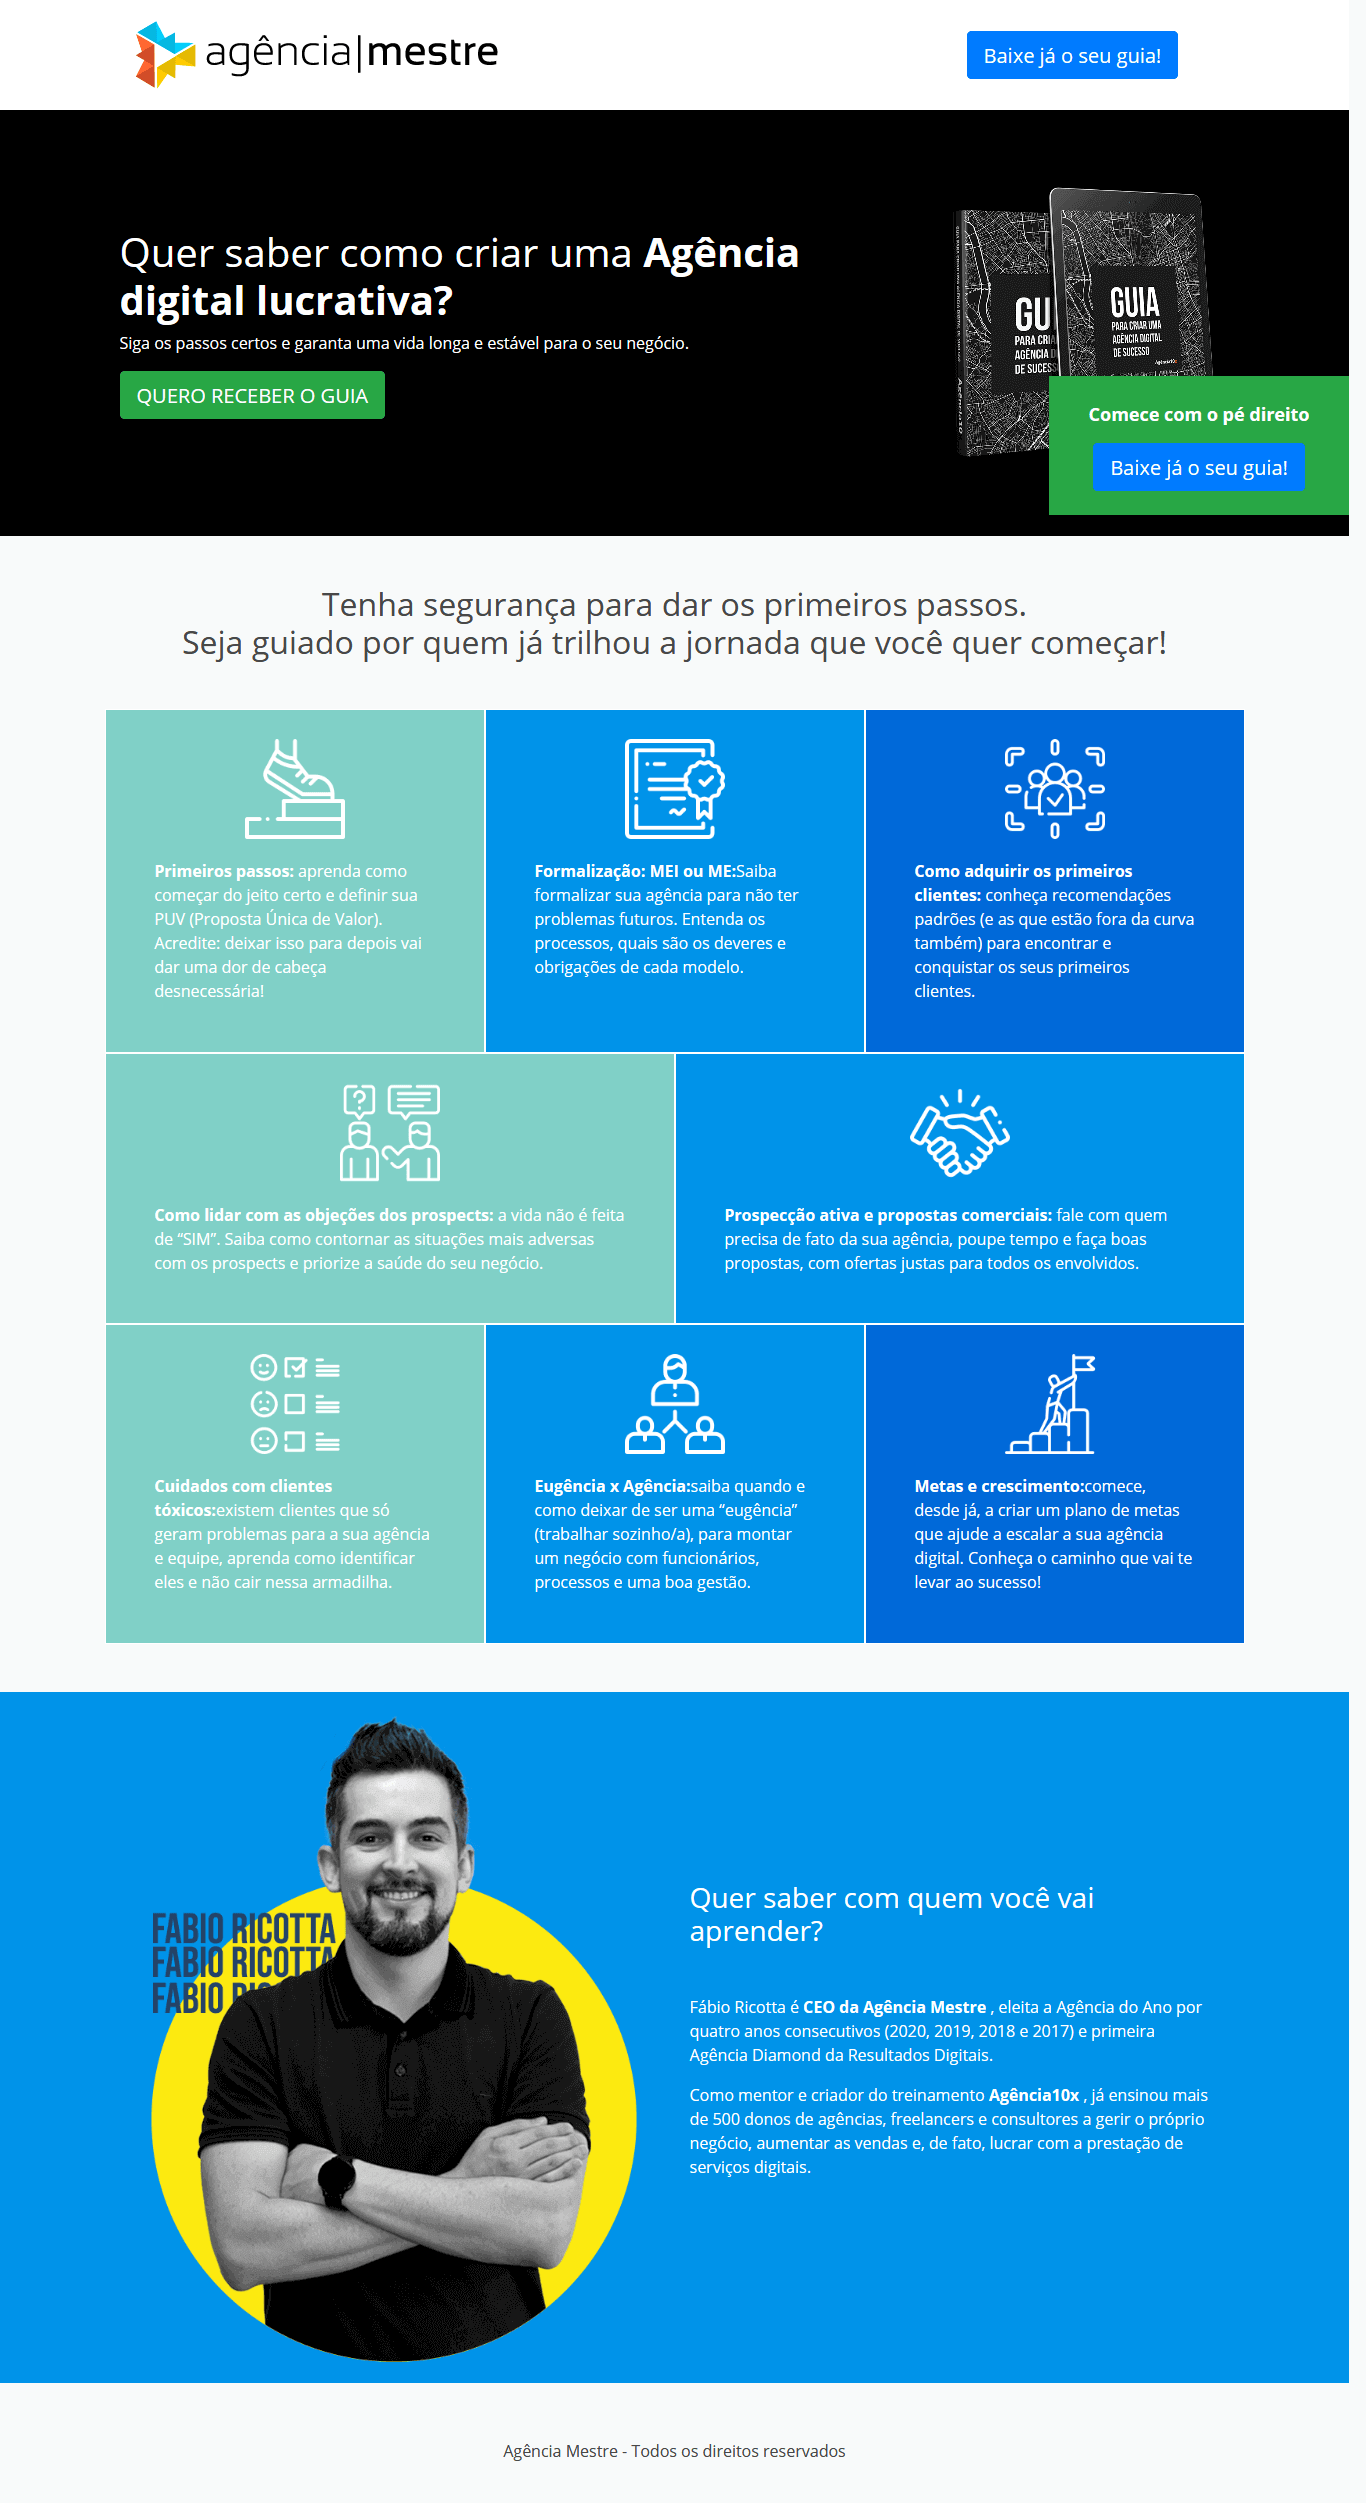 agência|mestre
Baixe já o seu guia!
Quer saber como criar uma Agência
digital lucrativa?
Siga os passos certos e garanta uma vida longa e estável para o seu negócio.
QUERO RECEBER O GUIA
GUIA
PARA CRIAR UMA
AGÊNCIA DIGITAL
DE SUCESSO
Agência10x
Comece com o pé direito
Baixe já o seu guia!
Tenha segurança para dar os primeiros passos.
Seja guiado por quem já trilhou a jornada que você quer começar!
Primeiros passos: aprenda como
começar do jeito certo e definir sua
PUV (Proposta Única de Valor).
Acredite: deixar isso para depois vai
dar uma dor de cabeça
desnecessária!
Formalização: MEI ou ME:Saiba
formalizar sua agência para não ter
problemas futuros. Entenda os
processos, quais são os deveres e
obrigações de cada modelo.
Como adquirir os primeiros
clientes: conheça recomendações
padrões (e as que estão fora da curva
também) para encontrar e
conquistar os seus primeiros
clientes.
Como lidar com as objeções dos prospects: a vida não é feita
de “SIM”. Saiba como contornar as situações mais adversas
com os prospects e priorize a saúde do seu negócio.
Prospecção ativa e propostas comerciais: fale com quem
precisa de fato da sua agência, poupe tempo e faça boas
propostas, com ofertas justas para todos os envolvidos.
Cuidados com clientes
tóxicos:existem clientes que só
geram problemas para a sua agência
e equipe, aprenda como identificar
eles e não cair nessa armadilha.
Eugência x Agência:saiba quando e
como deixar de ser uma “eugência”
(trabalhar sozinho/a), para montar
um negócio com funcionários,
processos e uma boa gestão.
Metas e crescimento:comece,
desde já, a criar um plano de metas
que ajude a escalar a sua agência
digital. Conheça o caminho que vai te
levar ao sucesso!
FABIO RICOTTA
FABIO RICOTTA
FABIO
Quer saber com quem você vai
aprender?
Fábio Ricotta é CEO da Agência Mestre , eleita a Agência do Ano por
quatro anos consecutivos (2020, 2019, 2018 e 2017) e primeira
Agência Diamond da Resultados Digitais.
Como mentor e criador do treinamento Agência10x , já ensinou mais
de 500 donos de agências, freelancers e consultores a gerir o próprio
negócio, aumentar as vendas e, de fato, lucrar com a prestação de
serviços digitais.
Agência Mestre - Todos os direitos reservados